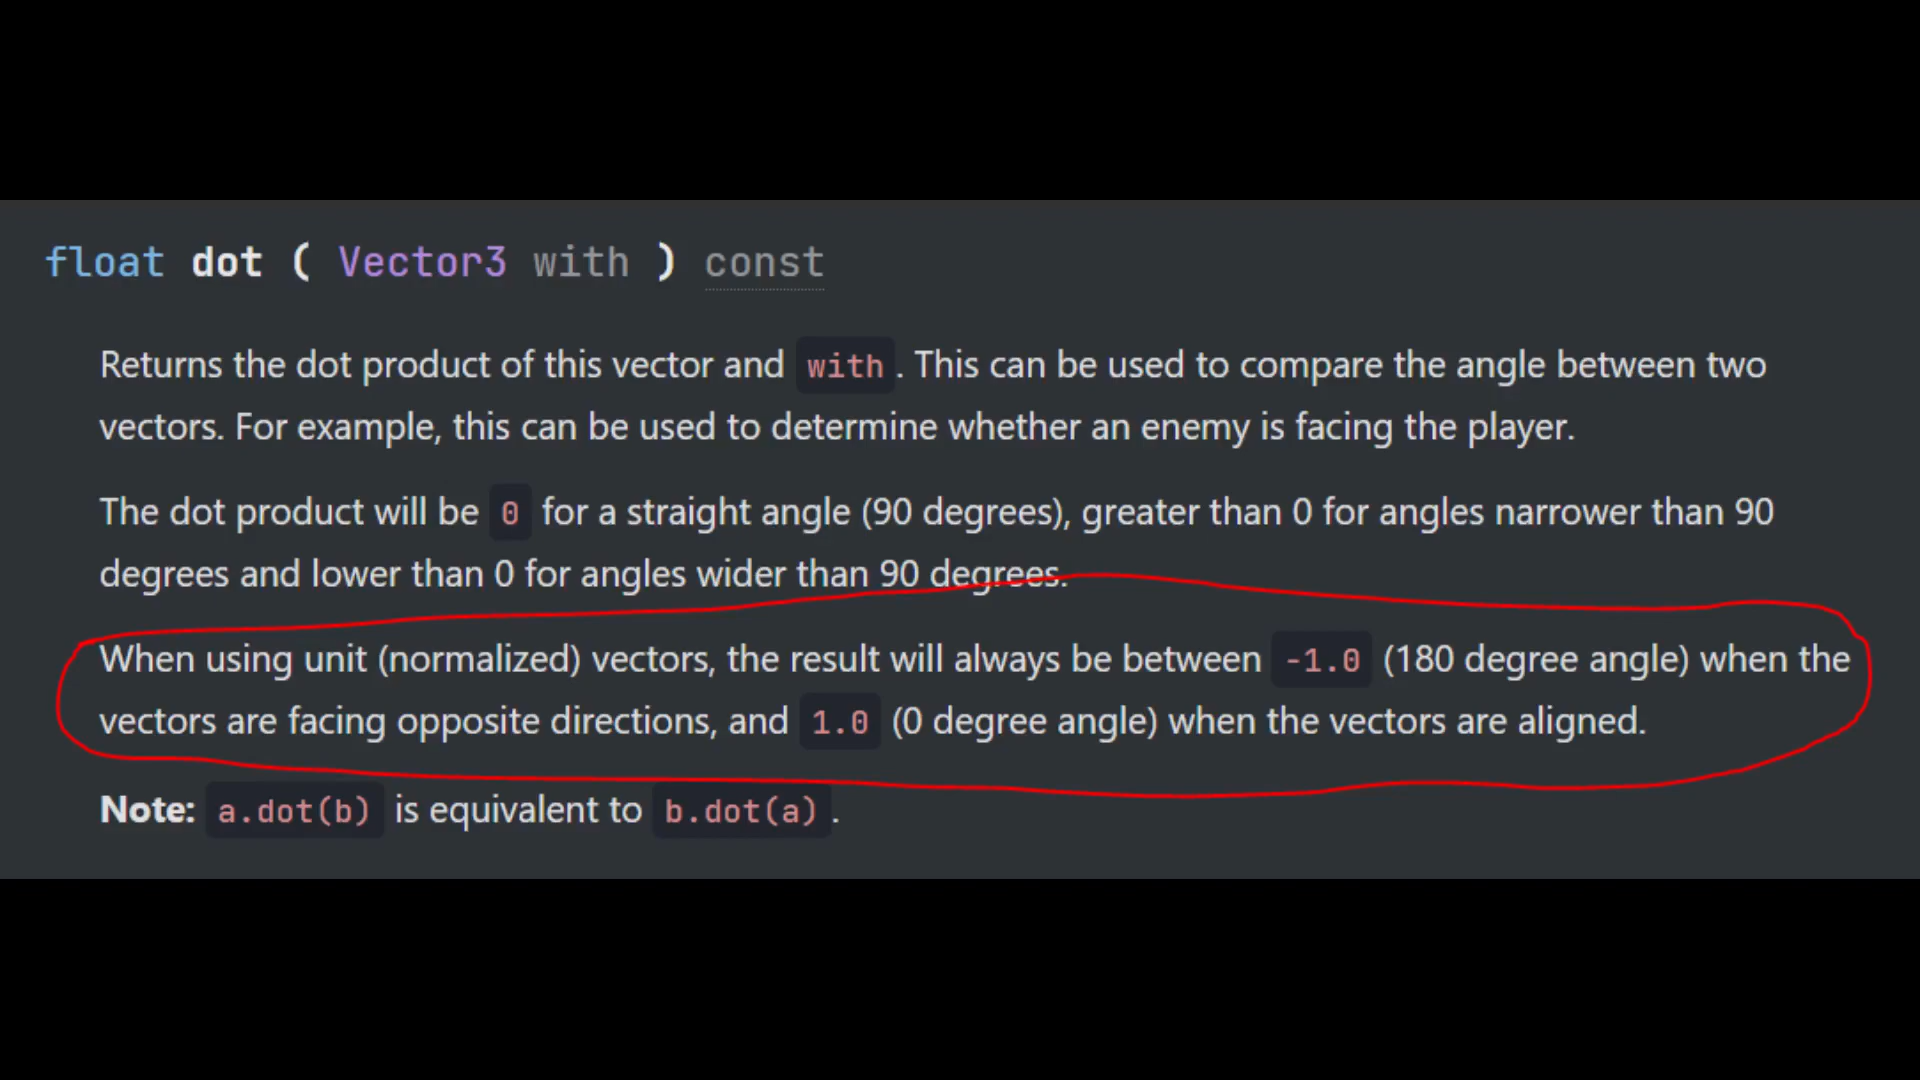 float dot ( Vector3 with ) const
Returns the dot product of this vector and with. This can be used to compare the angle between two
vectors. For example, this can be used to determine whether an enemy is facing the player.
The dot product will be 0 for a straight angle (90 degrees), greater than 0 for angles narrower than 90
degrees and lower than 0 for angles wider than 90 degrees.
When using unit (normalized) vectors, the result will always be between -1.0 (180 degree angle) when the
vectors are facing opposite directions, and 1.0 (0 degree angle) when the vectors are aligned.
Note: a.dot(b) is equivalent to b.dot(a).